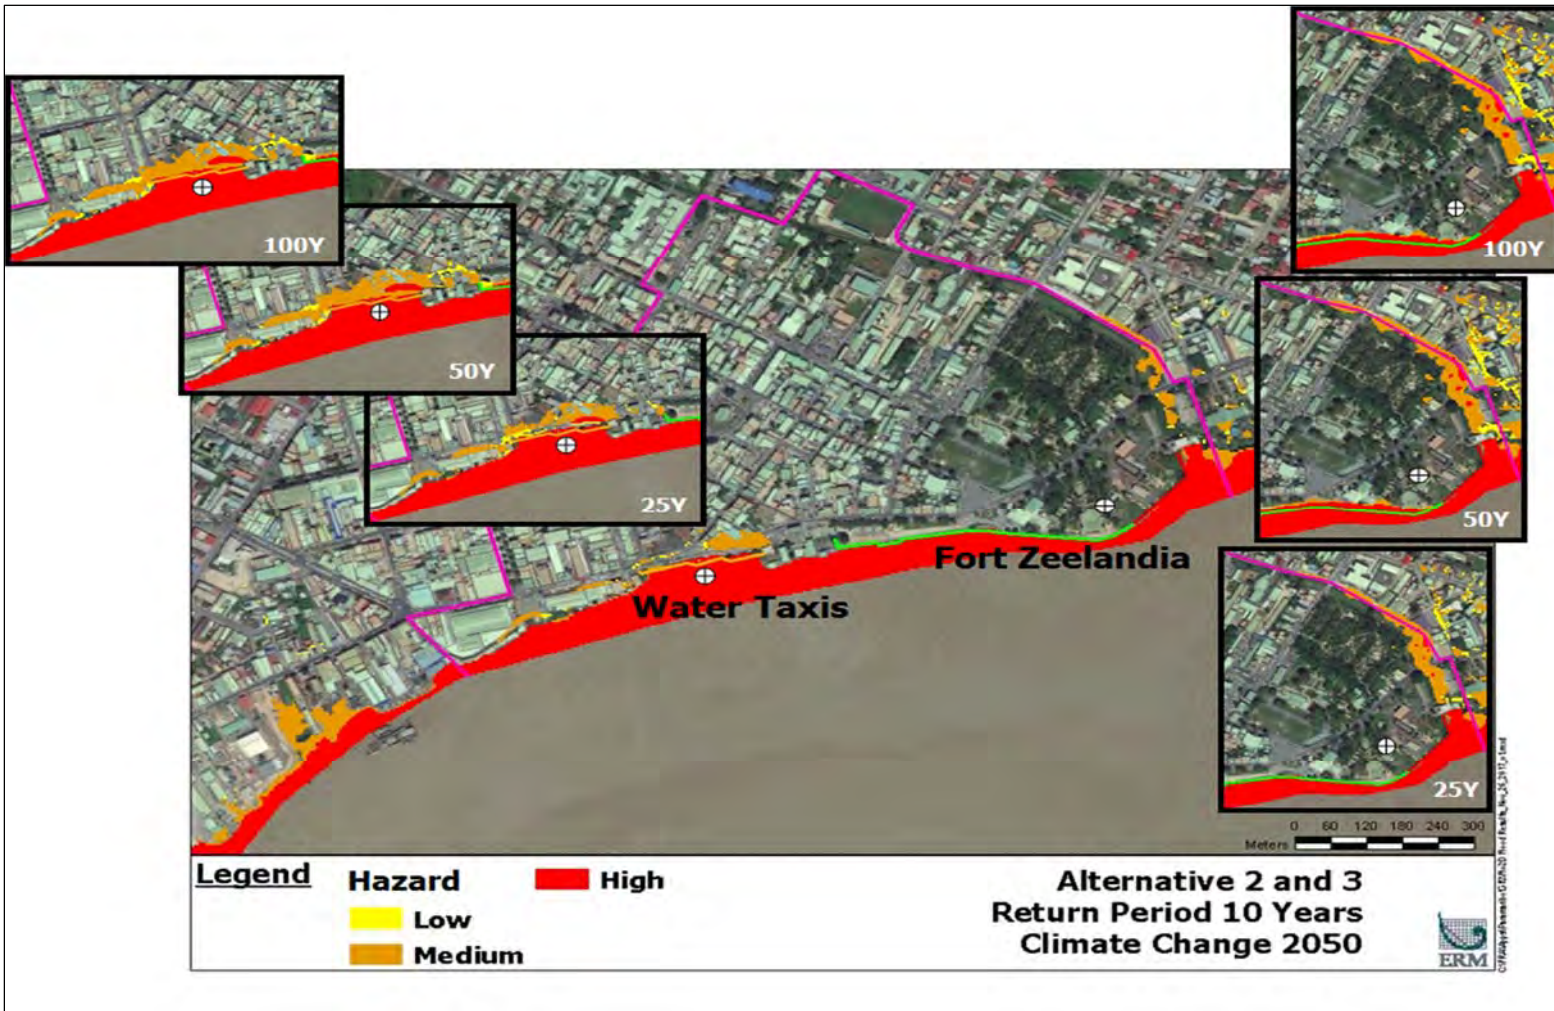 100Y
50Y
25Y
100Y
50Y
25Y
Fort Zeelandia
Water Taxis
0 60 120 180 240 300
Meters
Legend
Hazard
Low
Medium
High
Alternative 2 and 3
Return Period 10 Years
Climate Change 2050
ERM